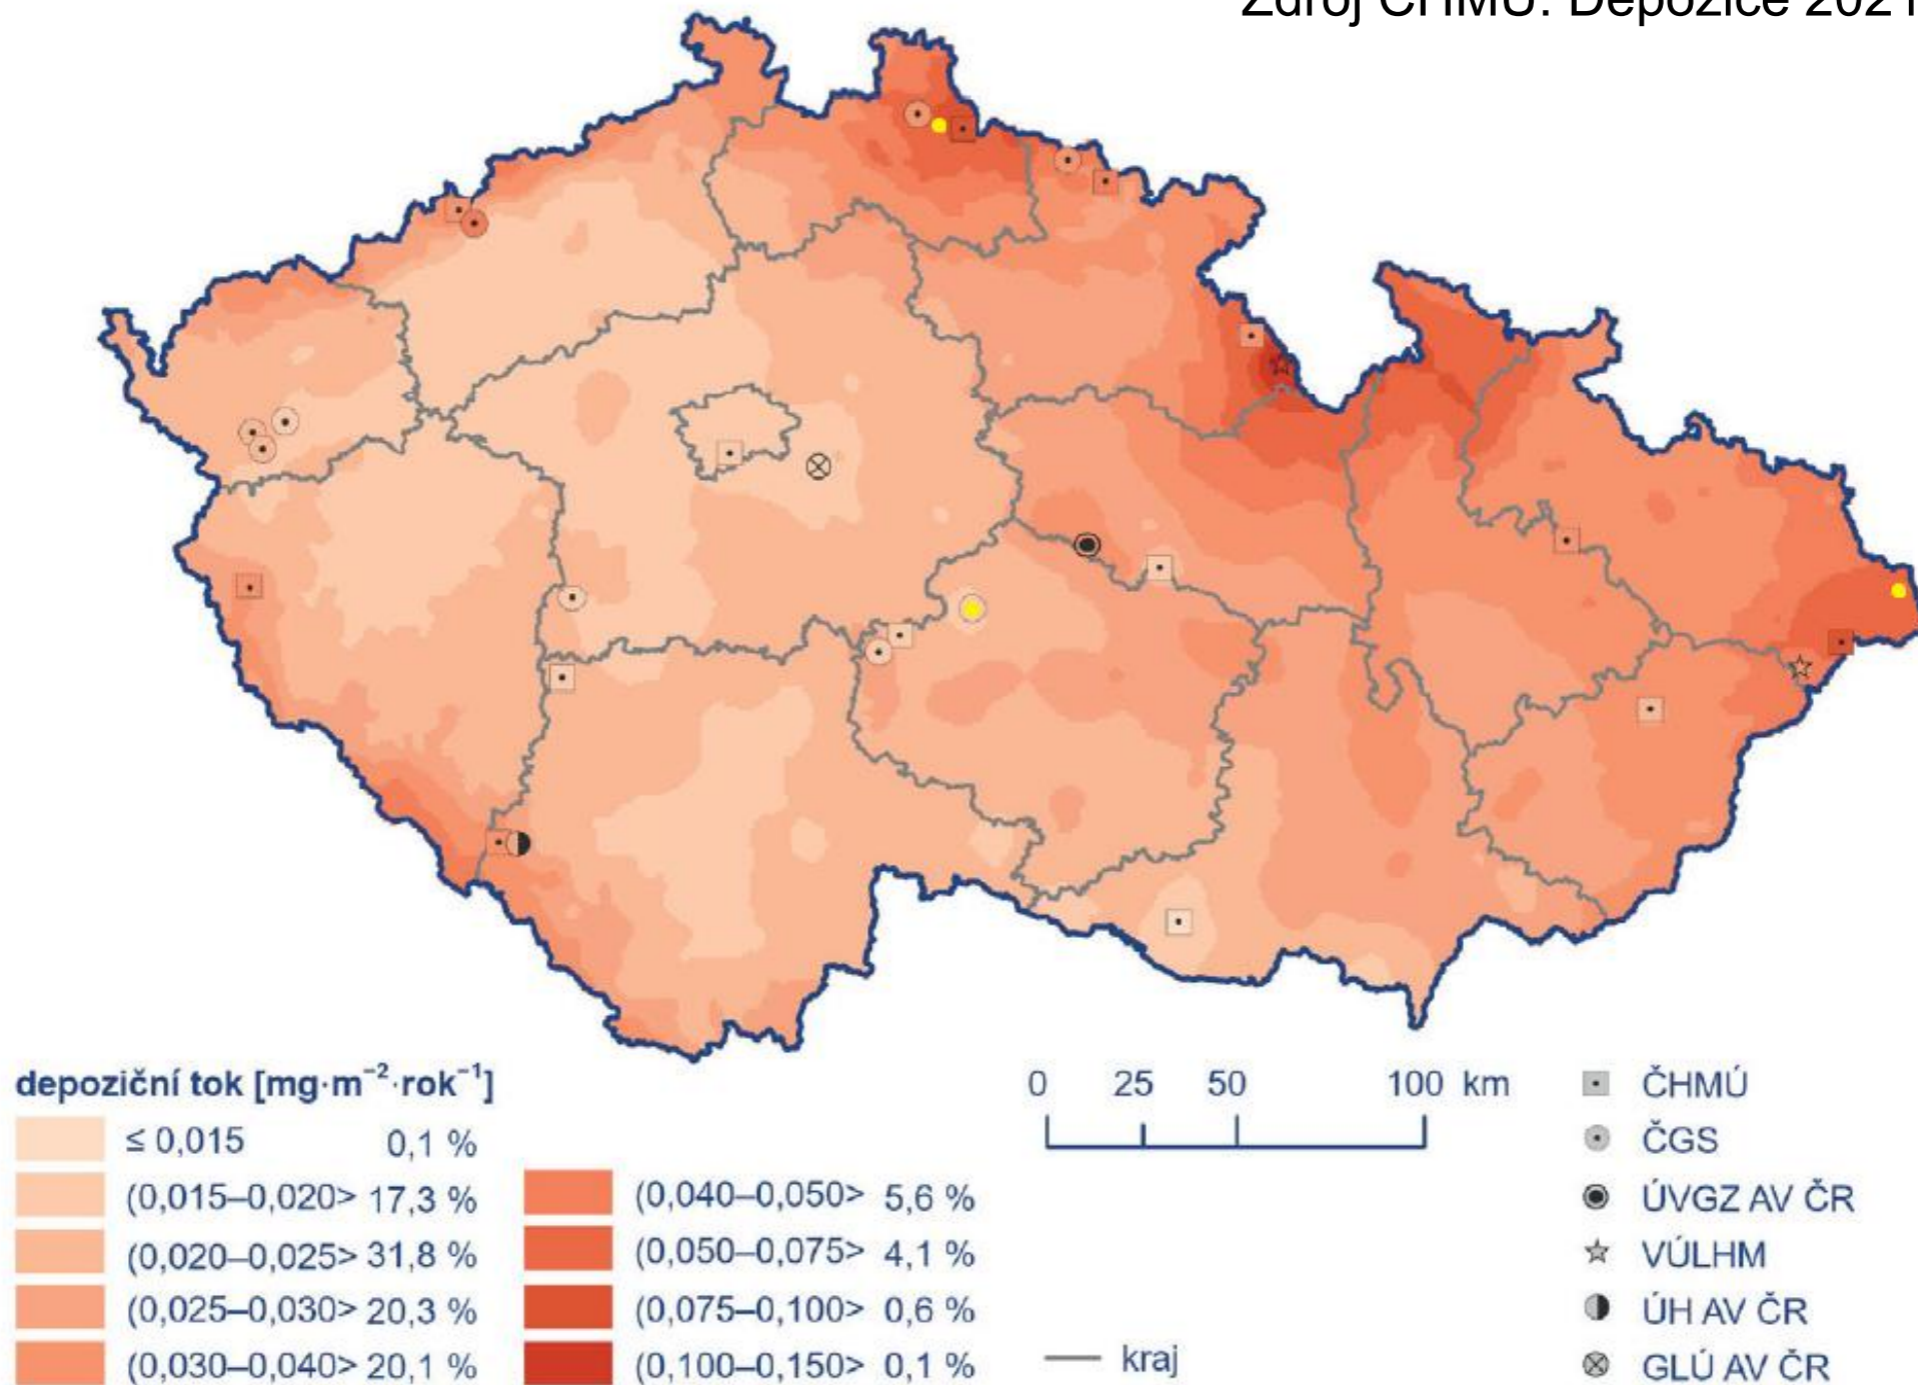 Zdroj ČHMÚ: Depozice 2021
depoziční tok [mg·m⁻²·rok⁻¹]
≤ 0,015 0,1 %
(0,015–0,020> 17,3 %
(0,020–0,025> 31,8 %
(0,025–0,030> 20,3 %
(0,030–0,040> 20,1 %
(0,040–0,050> 5,6 %
(0,050–0,075> 4,1 %
(0,075–0,100> 0,6 %
(0,100–0,150> 0,1 %
0 25 50 100 km
kraj
ČHMÚ
ČGS
ÚVGZ AV ČR
VÚLHM
ÚH AV ČR
GLÚ AV ČR